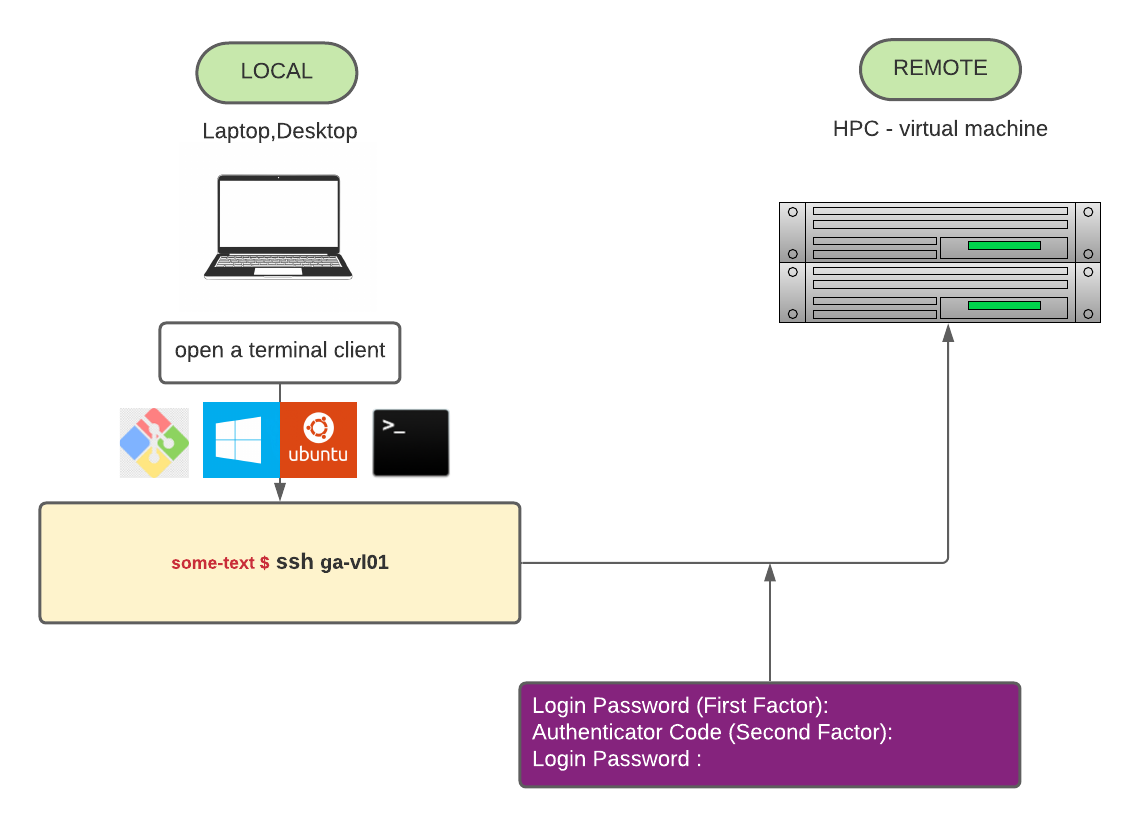 LOCAL
REMOTE
Laptop,Desktop
HPC - virtual machine
open a terminal client
ubuntu
>_
some-text $ ssh ga-vl01
Login Password (First Factor):
Authenticator Code (Second Factor):
Login Password :